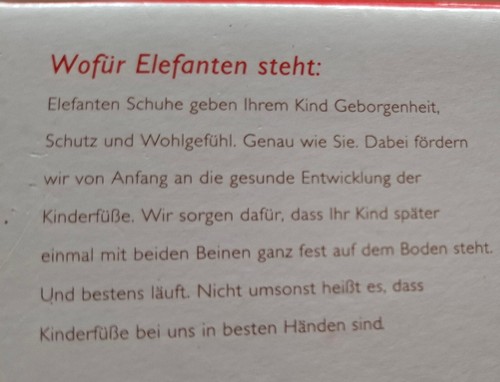 Wofür Elefanten steht:
Elefanten Schuhe geben Ihrem Kind Geborgenheit,
Schutz und Wohlgefühl. Genau wie Sie. Dabei fördern
wir von Anfang an die gesunde Entwicklung der
Kinderfüße. Wir sorgen dafür, dass Ihr Kind später
einmal mit beiden Beinen ganz fest auf dem Boden steht.
Und bestens läuft. Nicht umsonst heißt es, dass
Kinderfüße bei uns in besten Händen sind.